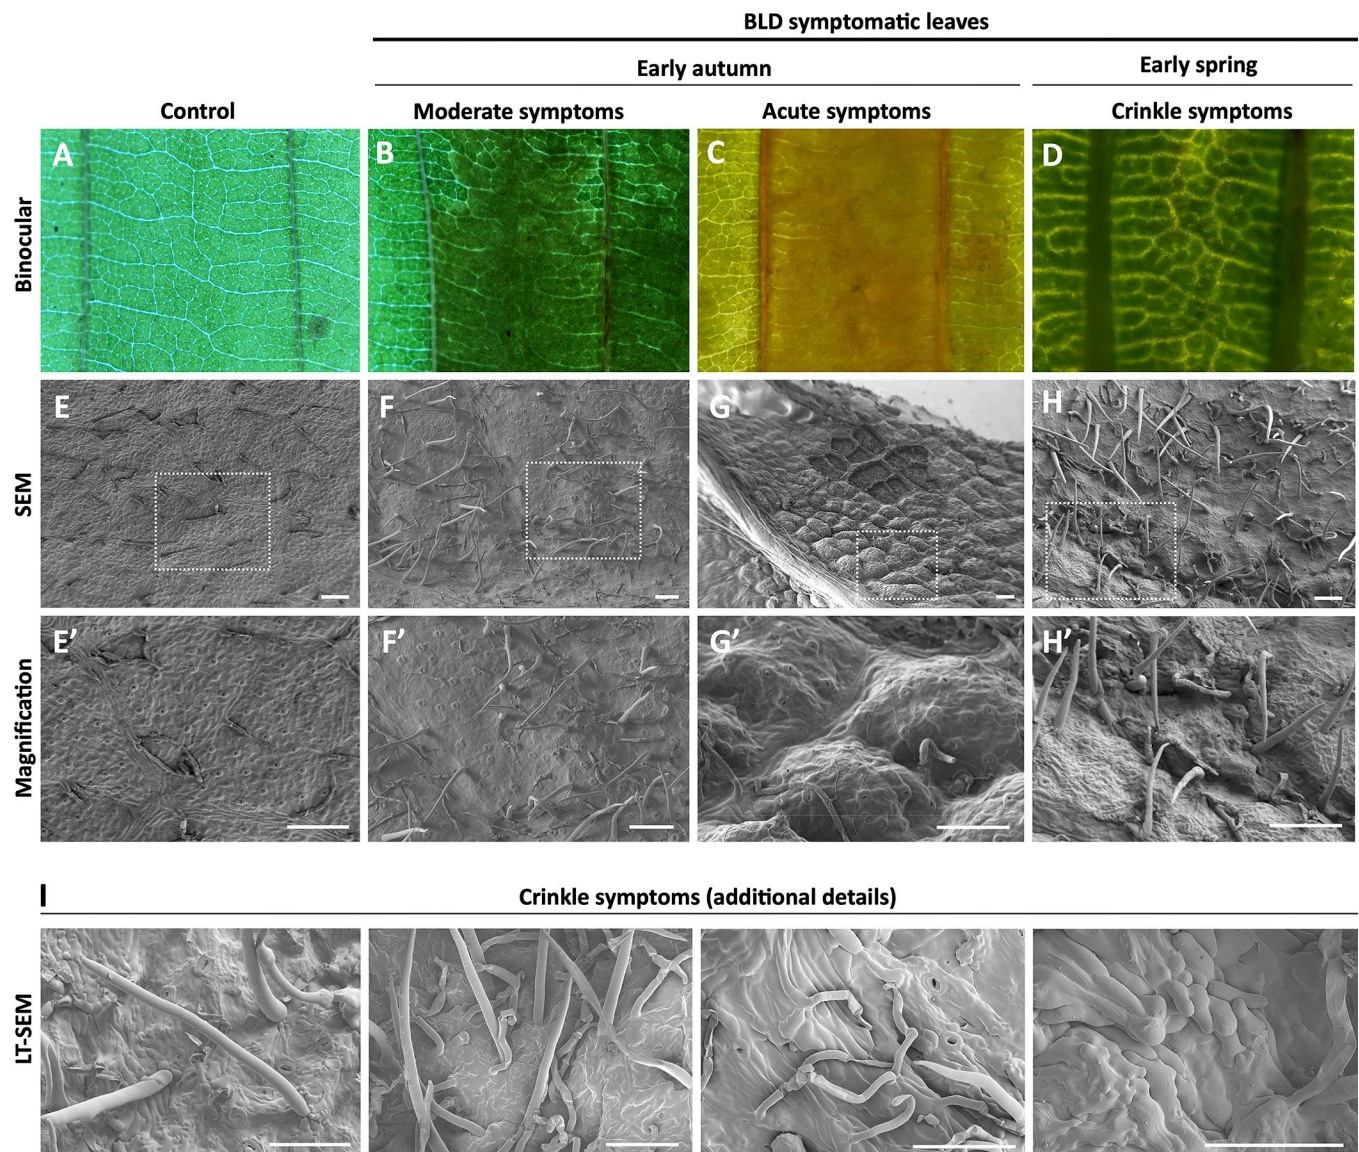 BLD symptomatic leaves
Early autumn
Early spring
Control
Moderate symptoms
Acute symptoms
Crinkle symptoms
Binocular
A
B
C
D
SEM
E
F
G
H
Magnification
E’
F’
G’
H’
I
Crinkle symptoms (additional details)
LT-SEM